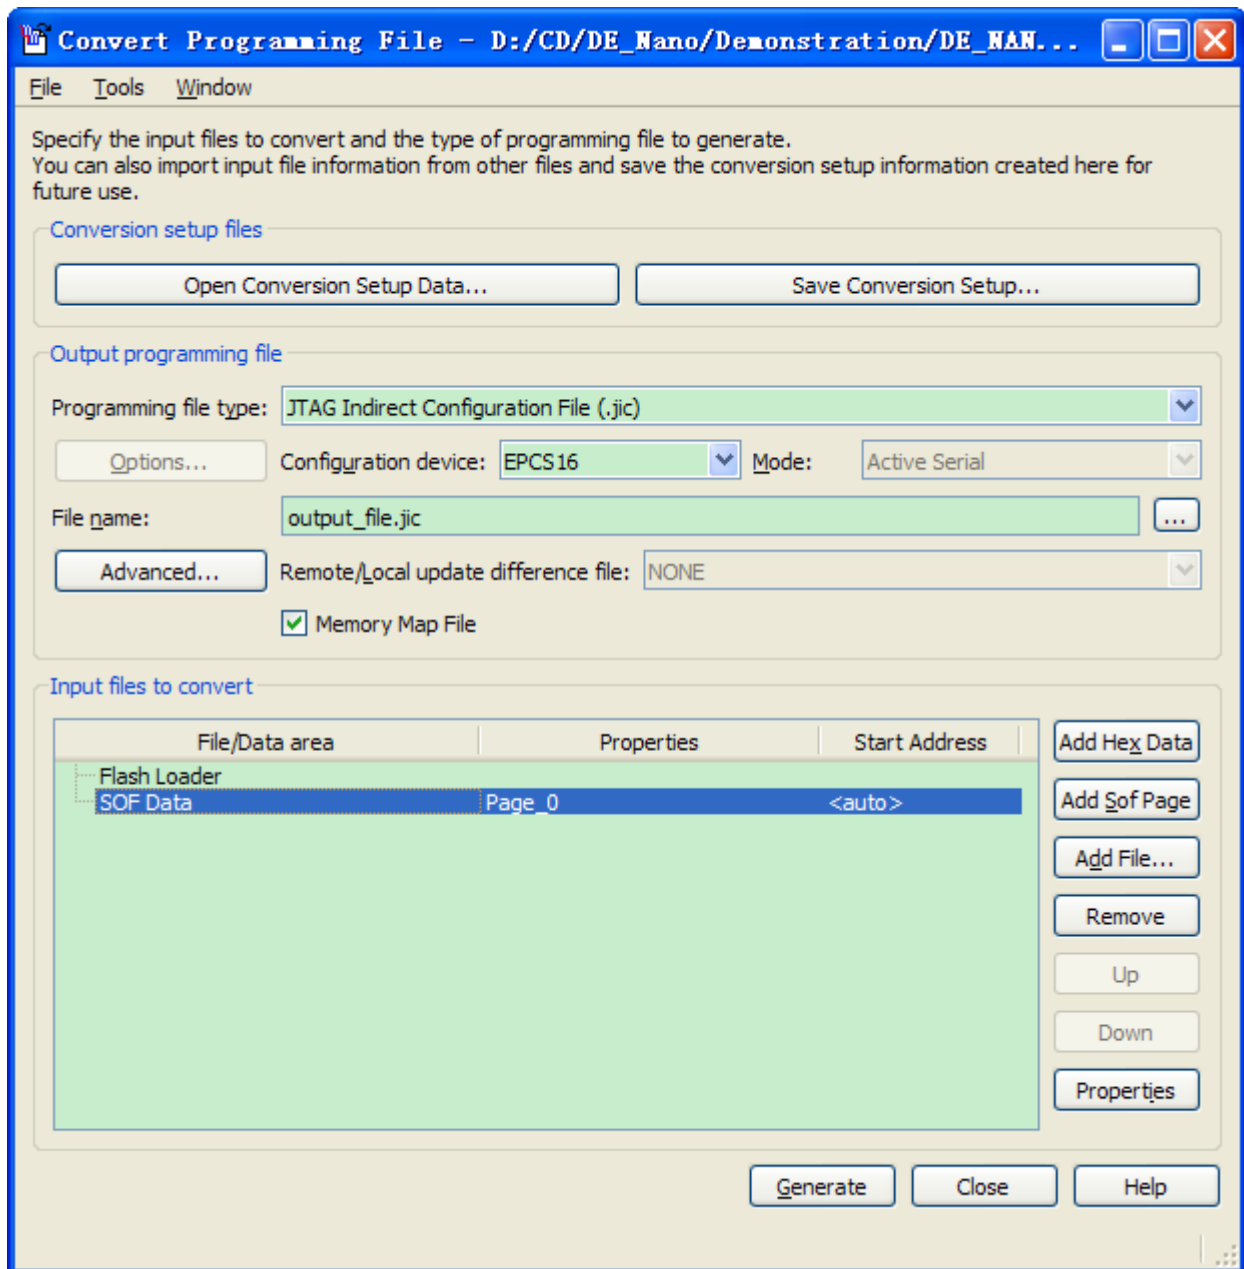 Convert Programming File - D:/CD/DE_Nano/Demonstration/DE_NAN...
File Tools Window
Specify the input files to convert and the type of programming file to generate.
You can also import input file information from other files and save the conversion setup information created here for
future use.
Conversion setup files
Open Conversion Setup Data... Save Conversion Setup...
Output programming file
Programming file type: JTAG Indirect Configuration File (.jic)
Options... Configuration device: EPCS16 Mode: Active Serial
File name: output_file.jic ...
Advanced... Remote/Local update difference file: NONE
Memory Map File
Input files to convert
File/Data area Properties Start Address Add Hex Data
Flash Loader
SOF Data Page_0 <auto> Add Sof Page
Add File...
Remove
Up
Down
Properties
Generate Close Help